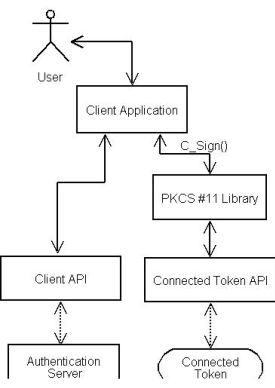 User
Client Application
C_Sign()
PKCS #11 Library
Client API
Connected Token API
Authentication
Server
Connected
Token